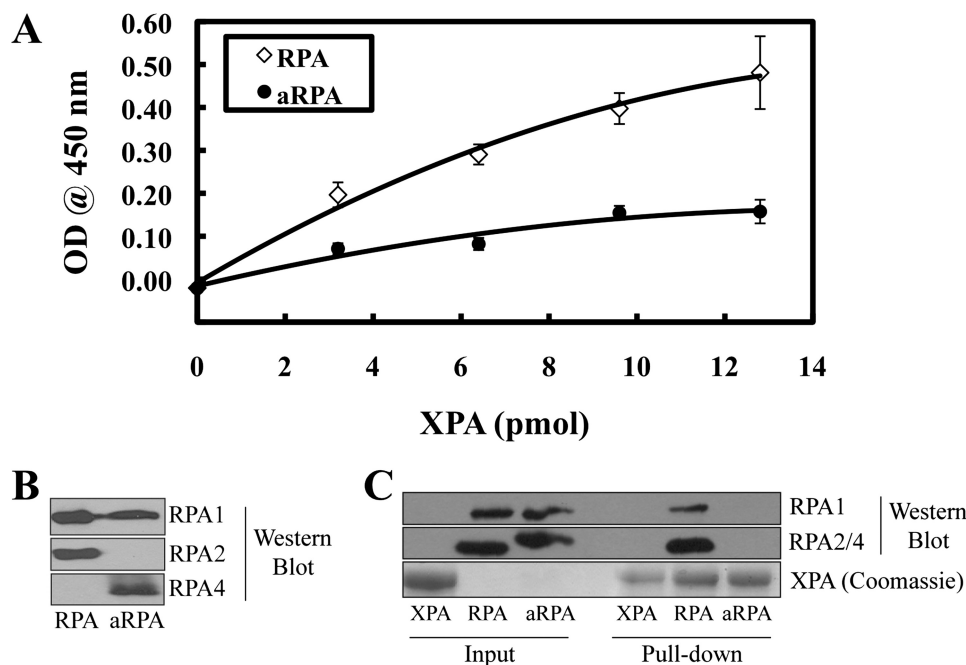 A
OD @ 450 nm
0.60
0.50
0.40
0.30
0.20
0.10
0.00
RPA
aRPA
0 2 4 6 8 10 12 14
XPA (pmol)
B
RPA1
RPA2
RPA4
Western
Blot
RPA aRPA
C
RPA1
RPA2/4
Western
Blot
XPA (Coomassie)
XPA RPA aRPA XPA RPA aRPA
Input Pull-down